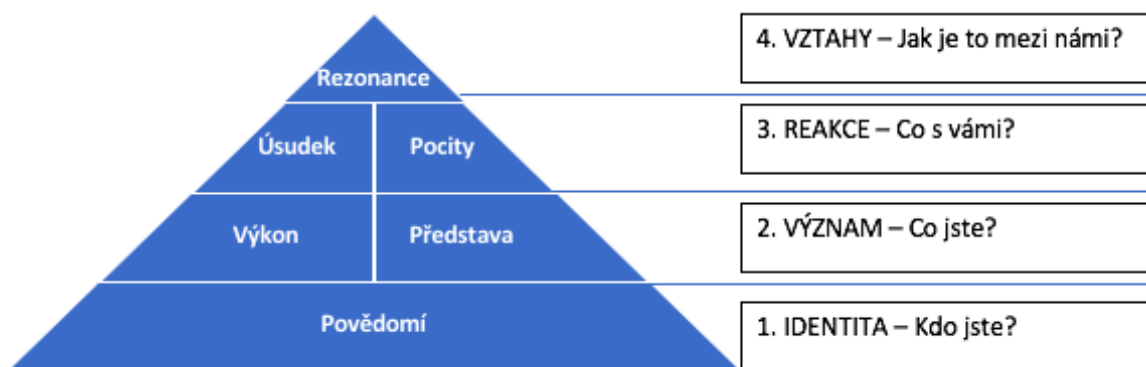 Rezonance
4. VZTAHY – Jak je to mezi námi?
Úsudek
Pocity
3. REAKCE – Co s vámi?
Výkon
Představa
2. VÝZNAM – Co jste?
Povědomí
1. IDENTITA – Kdo jste?